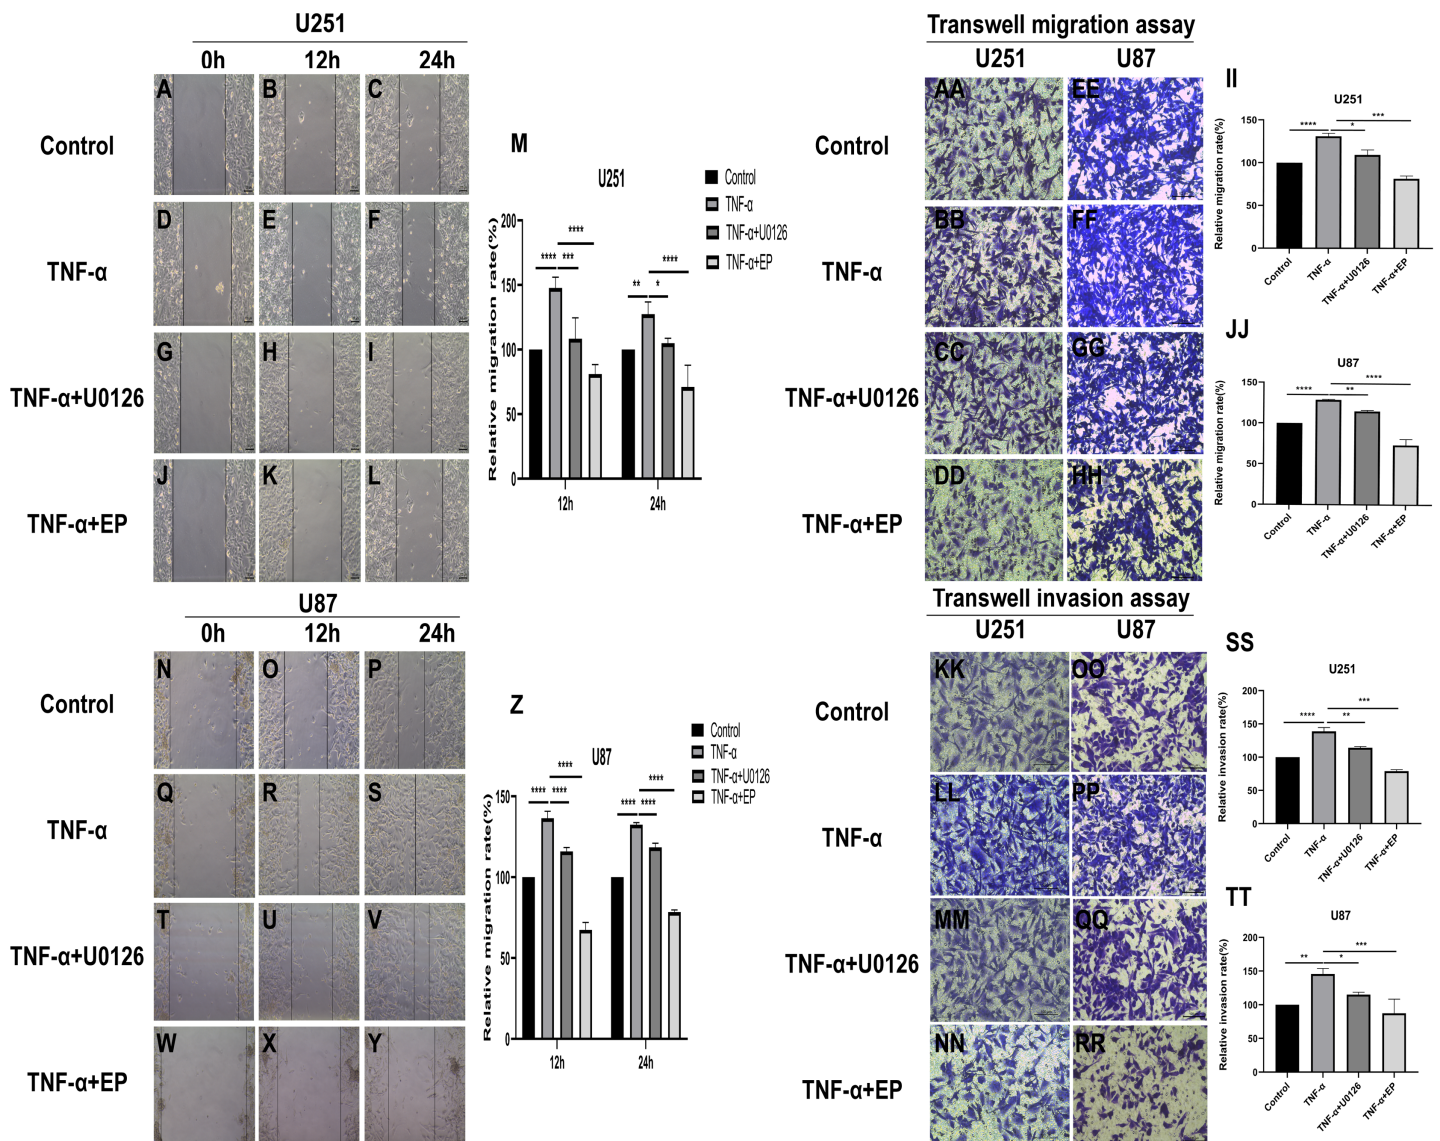 U251
0h 12h 24h
Control
A B C
TNF-α
D E F
TNF-α+U0126
G H I
TNF-α+EP
J K L
M
U251
Control
TNF-α
TNF-α+U0126
TNF-α+EP
Relative migration rate(%)
200
150
100
50
0
**** *** ****
** * ****
12h 24h
U87
0h 12h 24h
Control
N O P
TNF-α
Q R S
TNF-α+U0126
T U V
TNF-α+EP
W X Y
Z
U87
Control
TNF-α
TNF-α+U0126
TNF-α+EP
Relative migration rate(%)
150
100
50
0
**** **** ****
**** **** ****
12h 24h
Transwell migration assay
U251 U87
Control
AA EE
TNF-α
BB FF
TNF-α+U0126
CC GG
TNF-α+EP
DD HH
II
U251
Relative migration rate(%)
150
100
50
0
**** * ***
Control TNF-α TNF-α+U0126 TNF-α+EP
JJ
U87
Relative migration rate(%)
150
100
50
0
**** ** ****
Control TNF-α TNF-α+U0126 TNF-α+EP
Transwell invasion assay
U251 U87
Control
KK OO
TNF-α
LL PP
TNF-α+U0126
MM QQ
TNF-α+EP
NN RR
SS
U251
Relative invasion rate(%)
200
150
100
50
0
**** ** ***
Control TNF-α TNF-α+U0126 TNF-α+EP
TT
U87
Relative invasion rate(%)
200
150
100
50
0
** * ***
Control TNF-α TNF-α+U0126 TNF-α+EP